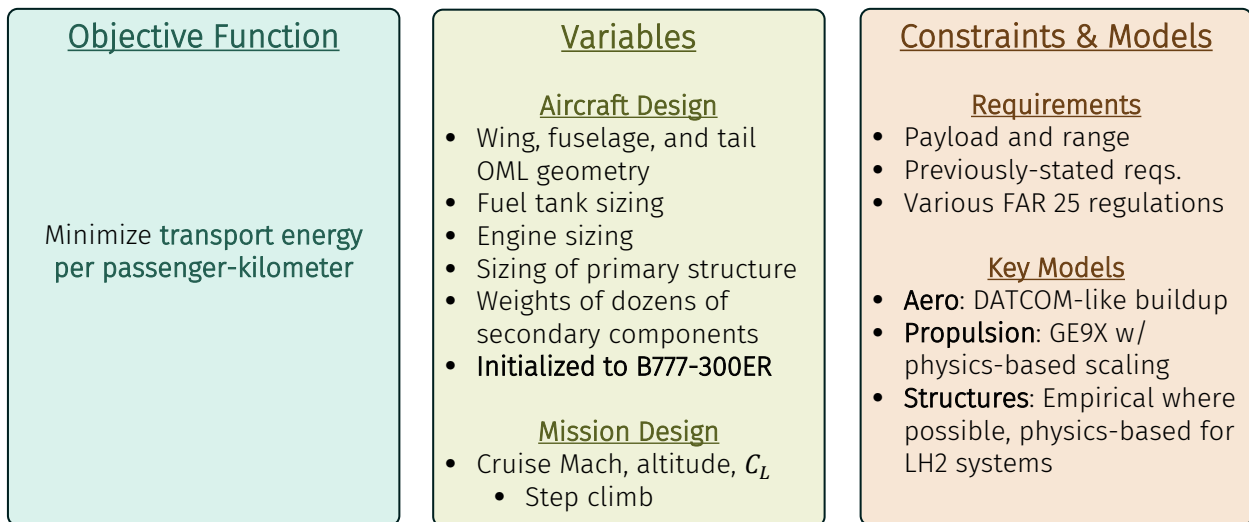 Objective Function
Minimize transport energy
per passenger-kilometer
Variables
Aircraft Design
• Wing, fuselage, and tail
OML geometry
• Fuel tank sizing
• Engine sizing
• Sizing of primary structure
• Weights of dozens of
secondary components
• Initialized to B777-300ER
Mission Design
• Cruise Mach, altitude, C_L
• Step climb
Constraints & Models
Requirements
• Payload and range
• Previously-stated reqs.
• Various FAR 25 regulations
Key Models
• Aero: DATCOM-like buildup
• Propulsion: GE9X w/
physics-based scaling
• Structures: Empirical where
possible, physics-based for
LH2 systems